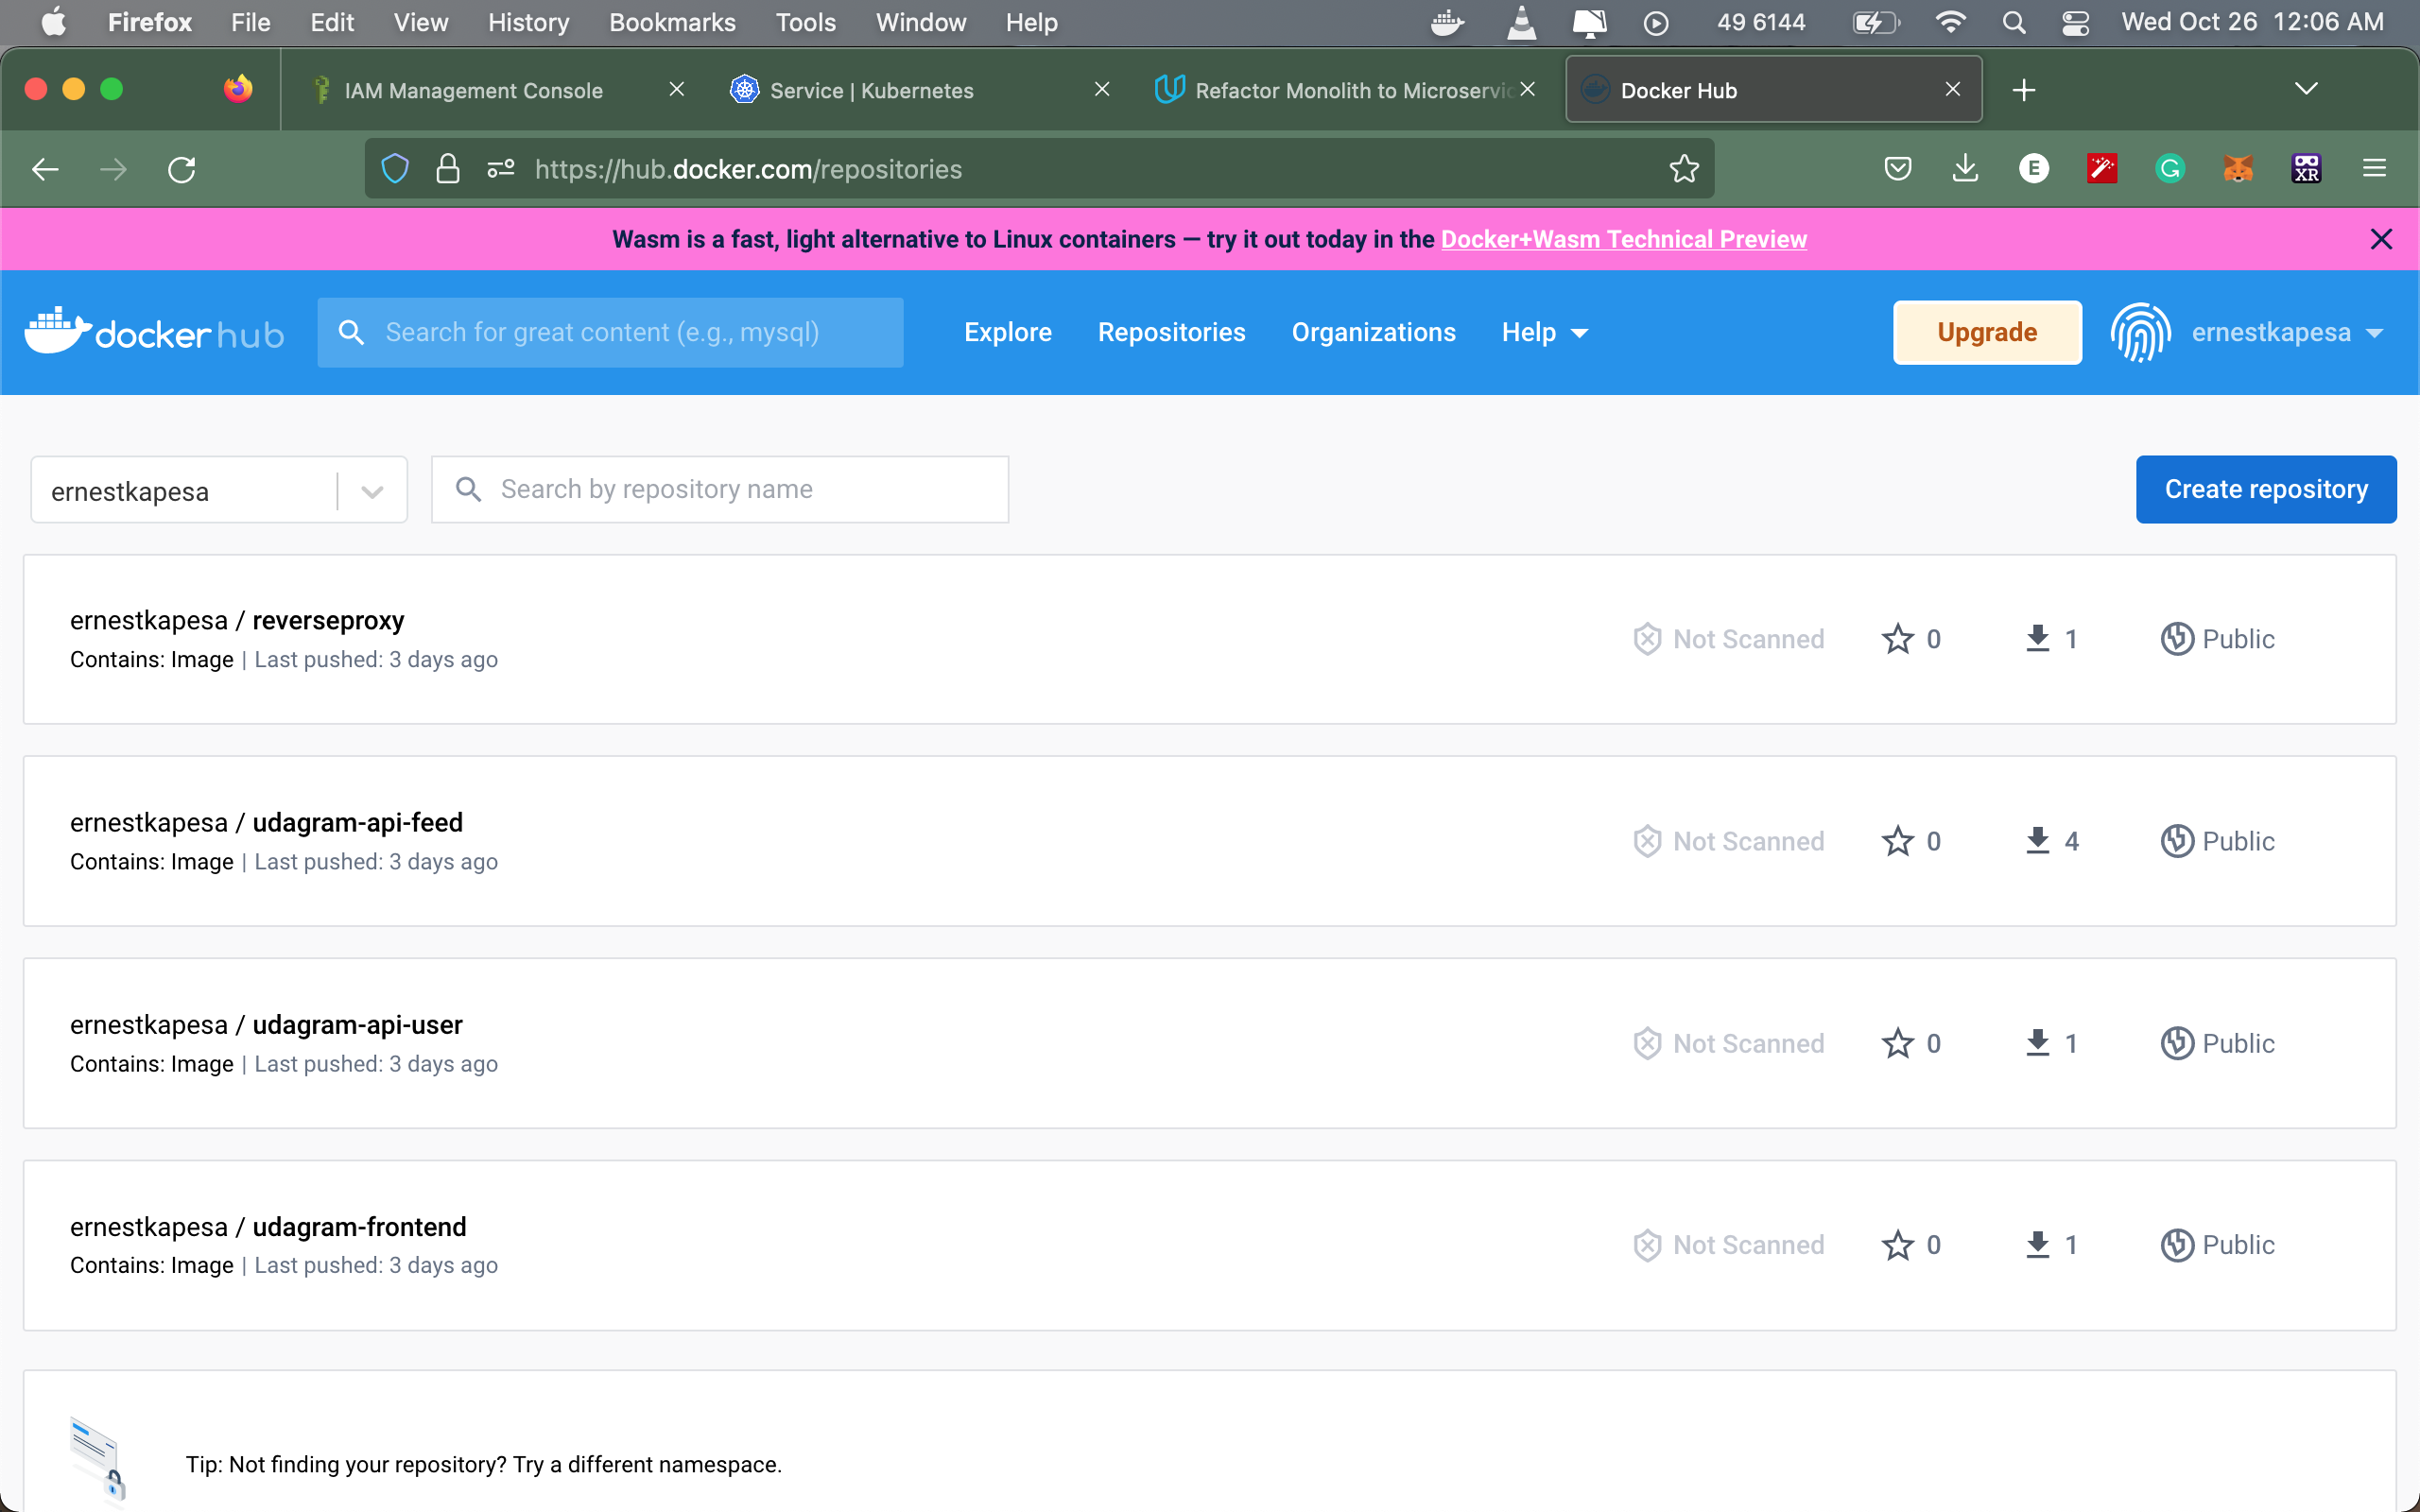 Firefox File Edit View History Bookmarks Tools Window Help 49 6144 Wed Oct 26 12:06 AM
IAM Management Console Service | Kubernetes Refactor Monolith to Microservic Docker Hub
https://hub.docker.com/repositories E G XR
Wasm is a fast, light alternative to Linux containers — try it out today in the Docker+Wasm Technical Preview
docker hub Search for great content (e.g., mysql) Explore Repositories Organizations Help Upgrade ernestkapesa
ernestkapesa Search by repository name Create repository
ernestkapesa / reverseproxy
Contains: Image | Last pushed: 3 days ago
Not Scanned 0 1 Public
ernestkapesa / udagram-api-feed
Contains: Image | Last pushed: 3 days ago
Not Scanned 0 4 Public
ernestkapesa / udagram-api-user
Contains: Image | Last pushed: 3 days ago
Not Scanned 0 1 Public
ernestkapesa / udagram-frontend
Contains: Image | Last pushed: 3 days ago
Not Scanned 0 1 Public
Tip: Not finding your repository? Try a different namespace.